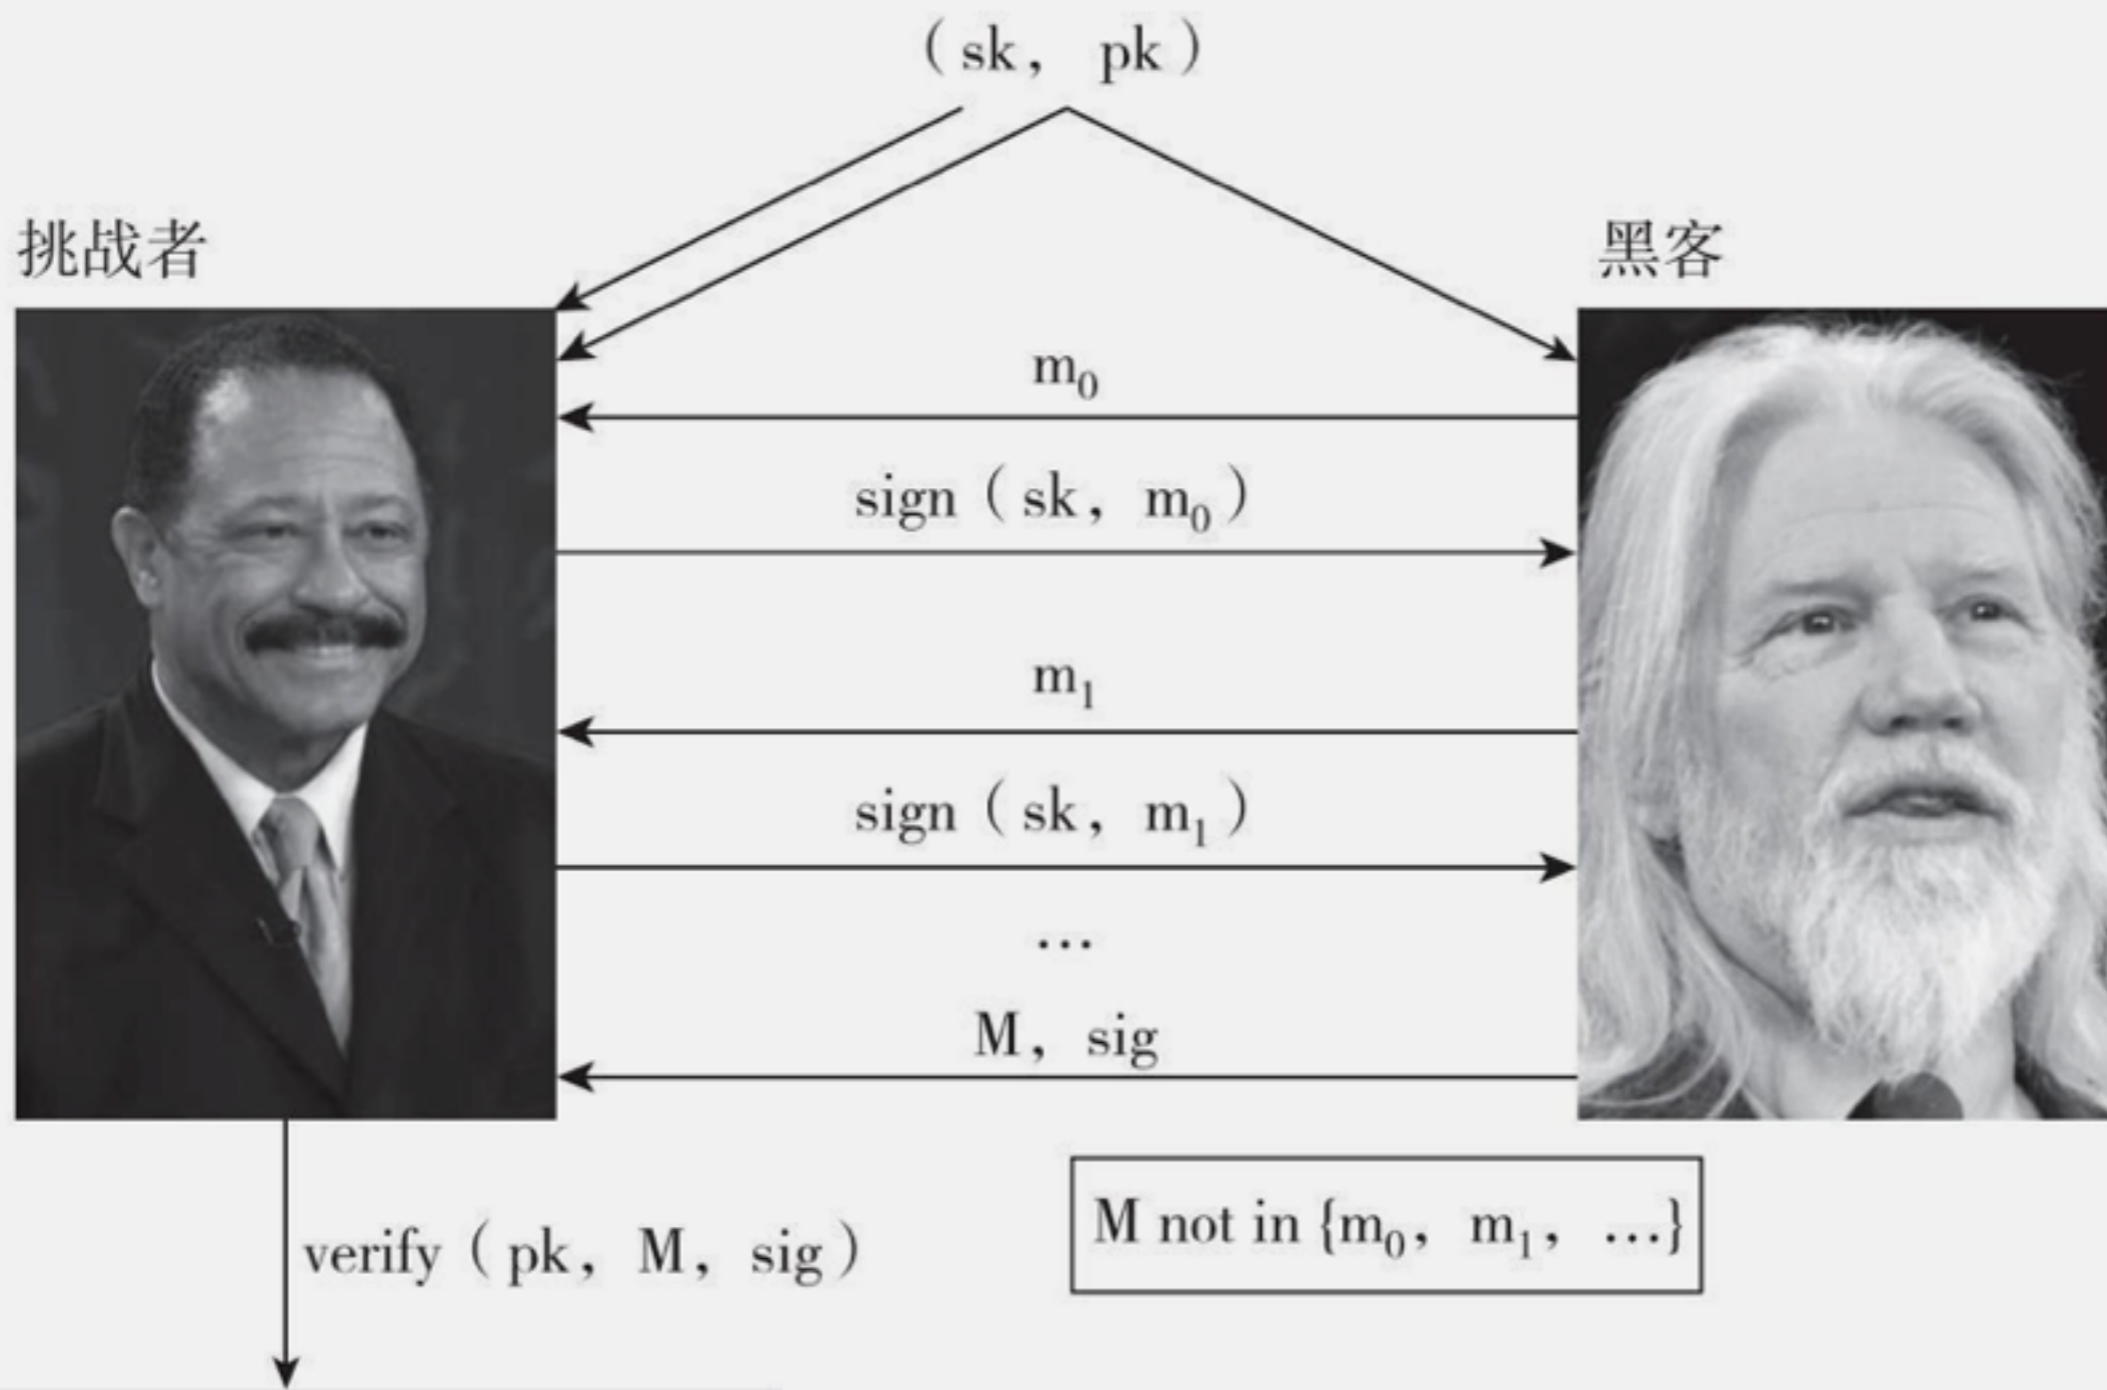 （sk， pk）
挑战者
黑客
m₀
sign（sk， m₀）
m₁
sign（sk， m₁）
…
M， sig
M not in {m₀， m₁， …}
verify（pk， M， sig）